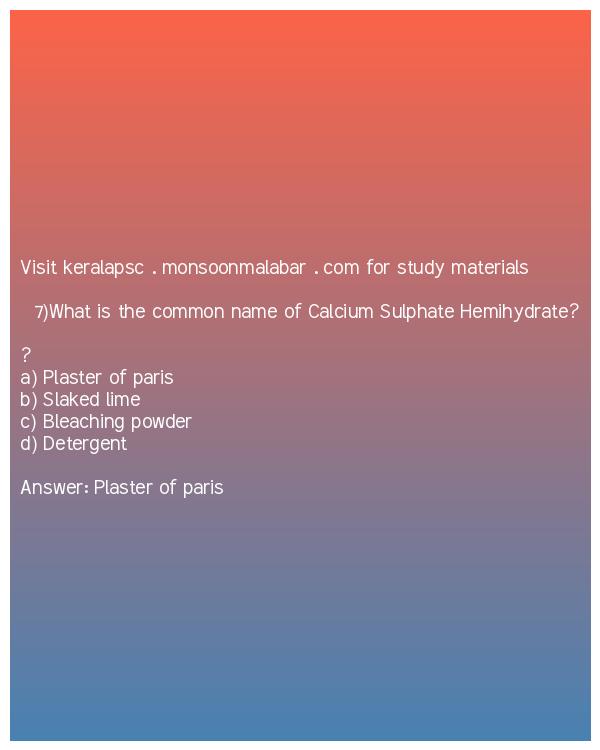 Visit keralapsc . monsoonmalabar . com for study materials
7)What is the common name of Calcium Sulphate Hemihydrate?
?
a) Plaster of paris
b) Slaked lime
c) Bleaching powder
d) Detergent
Answer: Plaster of paris